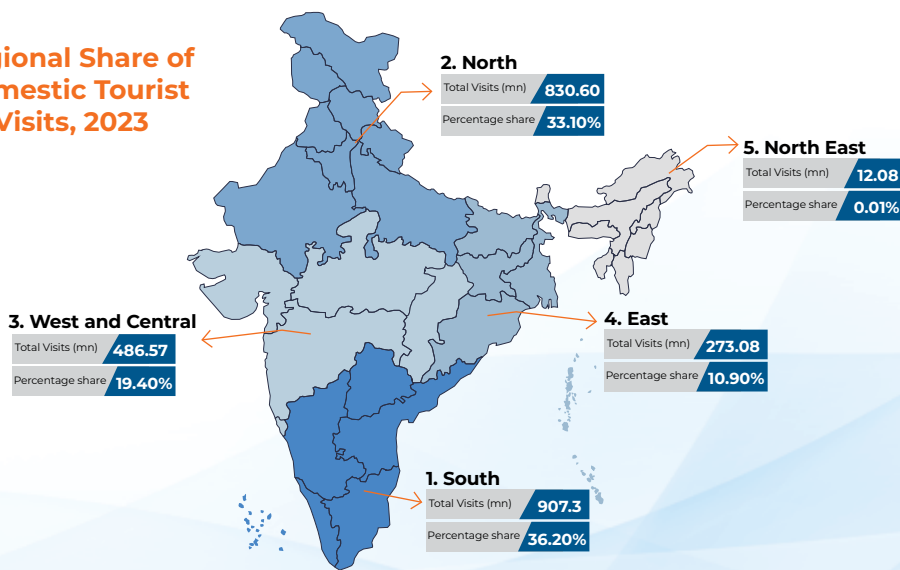 gional Share of
mestic Tourist
Visits, 2023
2. North
Total Visits (mn) 830.60
Percentage share 33.10%
5. North East
Total Visits (mn) 12.08
Percentage share 0.01%
3. West and Central
Total Visits (mn) 486.57
Percentage share 19.40%
4. East
Total Visits (mn) 273.08
Percentage share 10.90%
1. South
Total Visits (mn) 907.3
Percentage share 36.20%